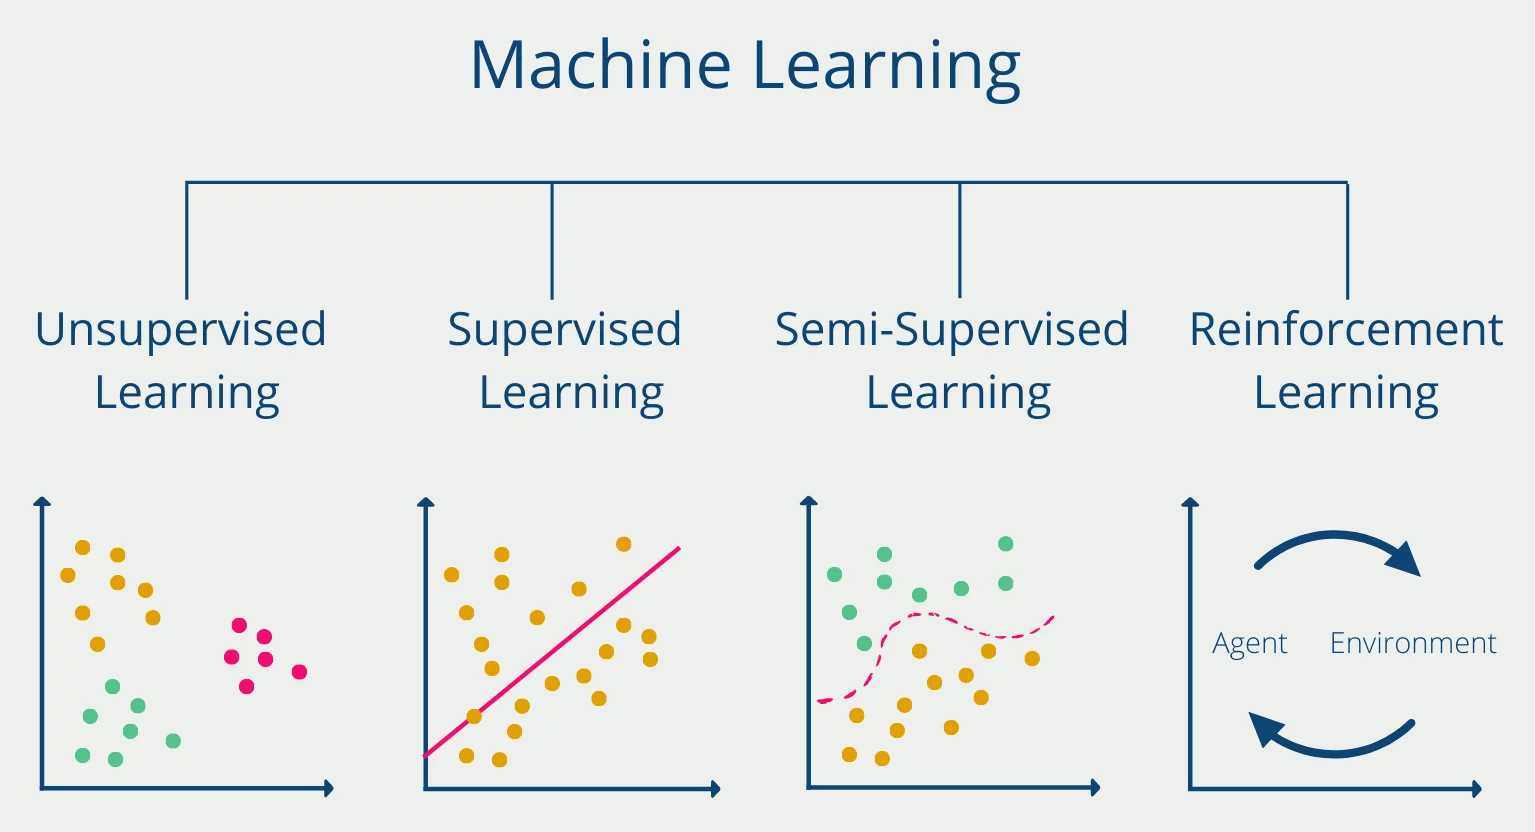 Machine Learning
Unsupervised
Learning
Supervised
Learning
Semi-Supervised
Learning
Reinforcement
Learning
Agent
Environment